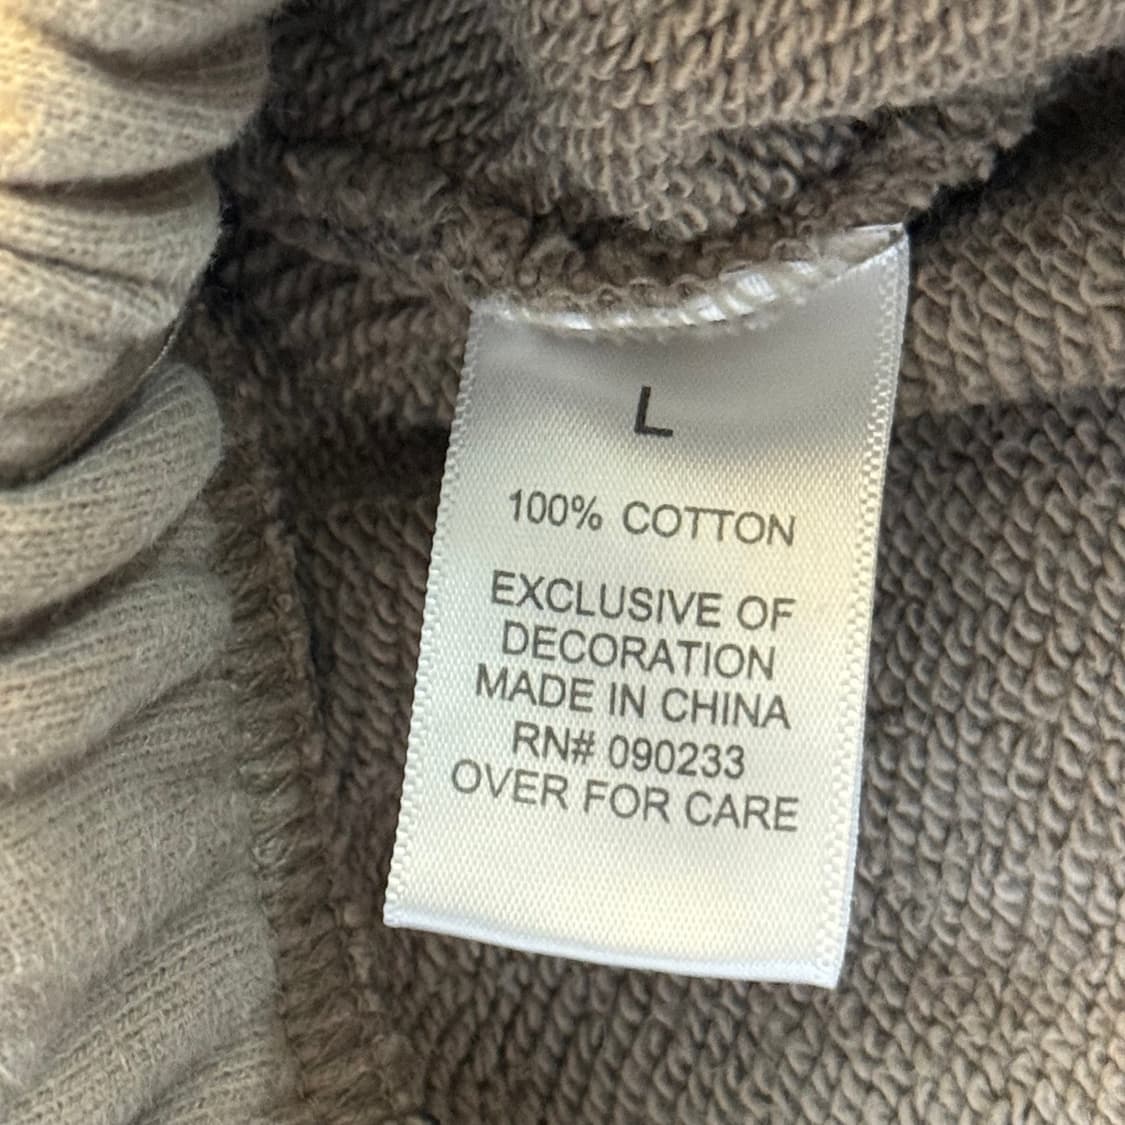 L
100% COTTON
EXCLUSIVE OF
DECORATION
MADE IN CHINA
RN# 090233
OVER FOR CARE